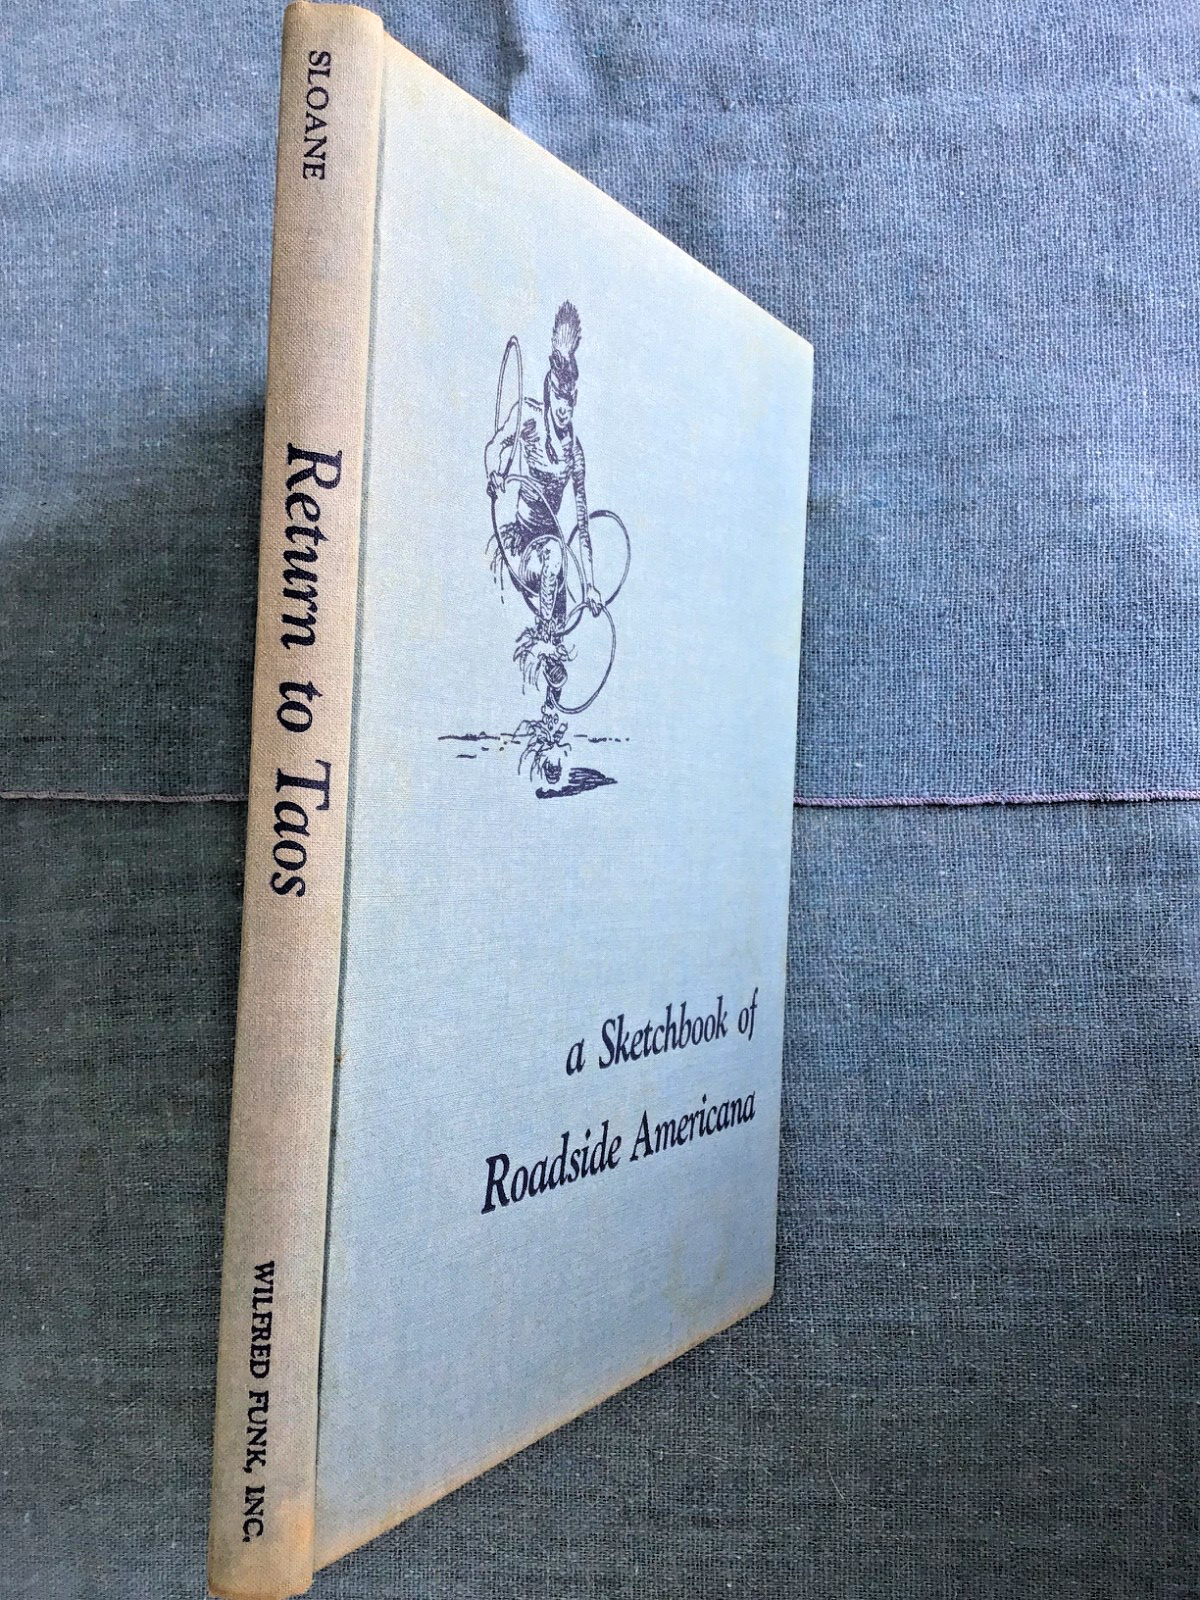 SLOANE
Return to Taos
WILFRED FUNK, INC.
a Sketchbook of
Roadside Americana